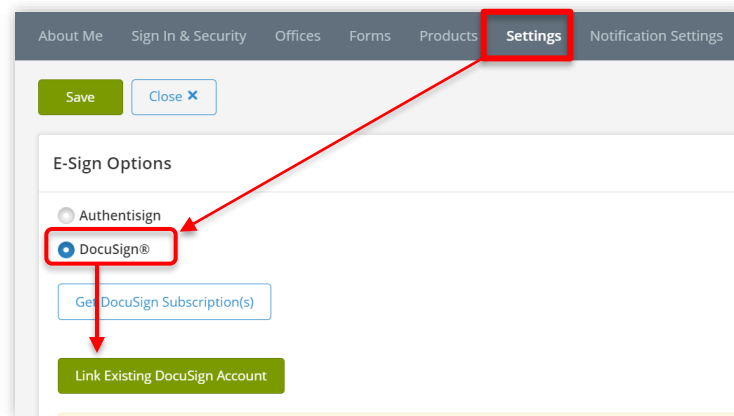 About Me Sign In & Security Offices Forms Products Settings Notification Settings
Save Close ×
E-Sign Options
Authentisign
DocuSign®
Get DocuSign Subscription(s)
Link Existing DocuSign Account